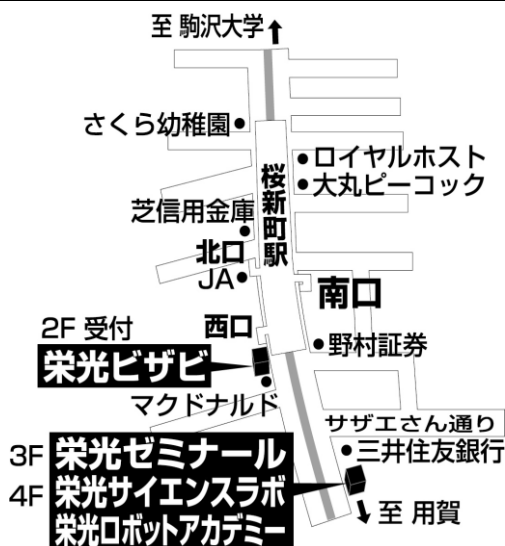 至 駒沢大学
さくら幼稚園
ロイヤルホスト
大丸ピーコック
桜新町駅
芝信用金庫
北口
JA
南口
西口
2F 受付
野村証券
栄光ビザビ
マクドナルド
サザエさん通り
三井住友銀行
3F 栄光ゼミナール
4F 栄光サイエンスラボ
栄光ロボットアカデミー
至 用賀